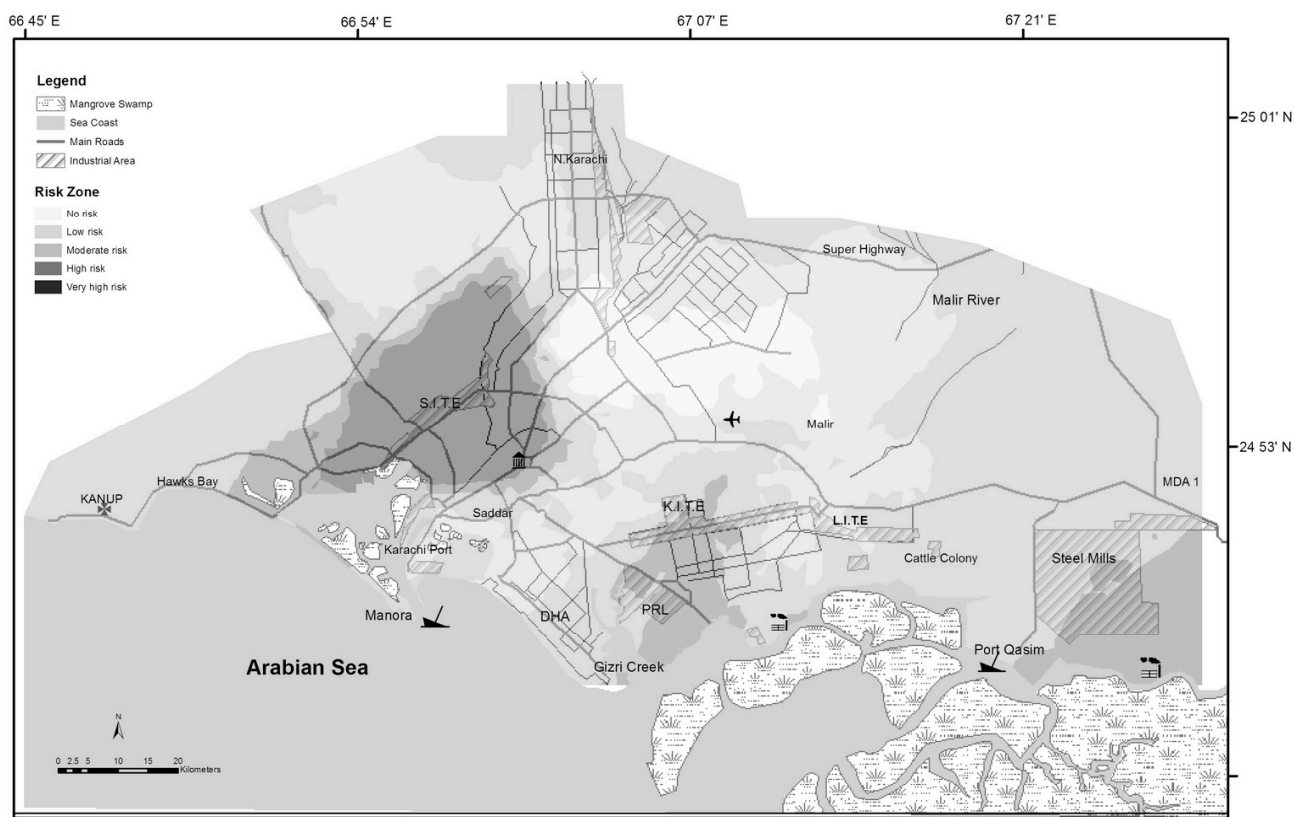 66 45' E
66 54' E
67 07' E
67 21' E
Legend
Mangrove Swamp
Sea Coast
Main Roads
Industrial Area
Risk Zone
No risk
Low risk
Moderate risk
High risk
Very high risk
25 01' N
N.Karachi
Super Highway
Malir River
S.I.T.E
Malir
24 53' N
Hawks Bay
KANUP
MDA 1
K.I.T.E
Saddar
L.I.T.E
Karachi Port
Cattle Colony
Steel Mills
Manora
DHA
PRL
Port Qasim
Gizri Creek
Arabian Sea
N
0 2.5 5 10 15 20
Kilometers